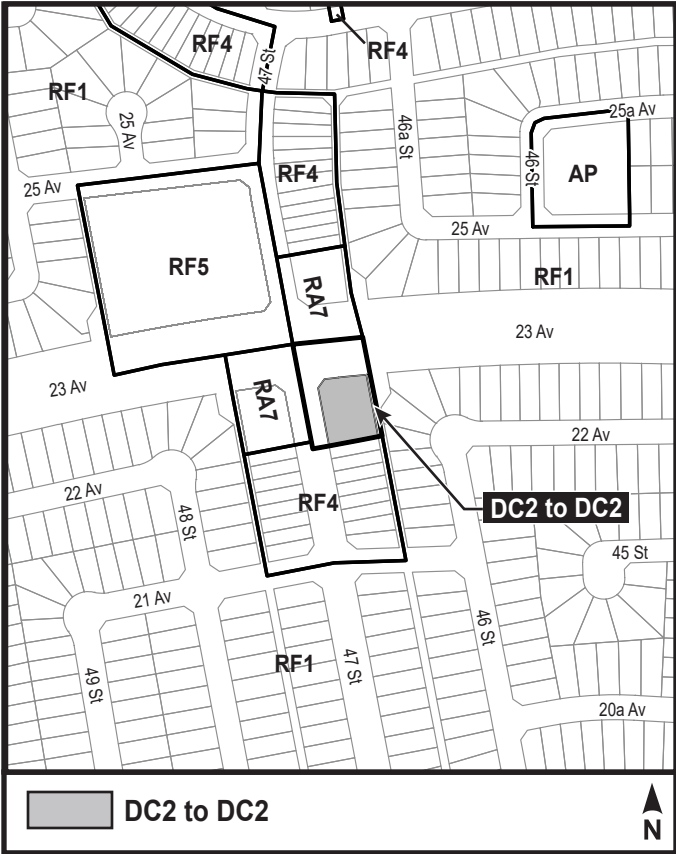 RF4
47 St
RF4
RF1
25 Av
46a St
25a Av
46 St
AP
RF4
25 Av
25 Av
RF5
RF1
RA7
23 Av
23 Av
RA7
22 Av
22 Av
RF4
DC2 to DC2
48 St
45 St
21 Av
46 St
RF1
47 St
49 St
20a Av
DC2 to DC2
N